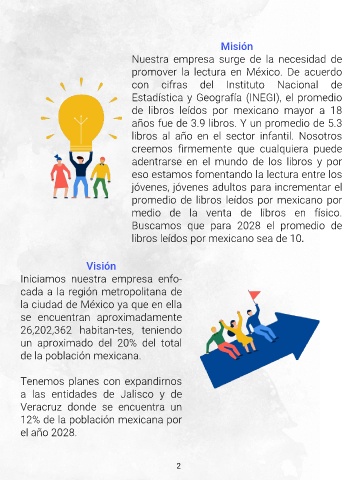 Misión
Nuestra empresa surge de la necesidad de
promover la lectura en México. De acuerdo
con cifras del Instituto Nacional de
Estadística y Geografía (INEGI), el promedio
de libros leídos por mexicano mayor a 18
años fue de 3.9 libros. Y un promedio de 5.3
libros al año en el sector infantil. Nosotros
creemos firmemente que cualquiera puede
adentrarse en el mundo de los libros y por
eso estamos fomentando la lectura entre los
jóvenes, jóvenes adultos para incrementar el
promedio de libros leídos por mexicano por
medio de la venta de libros en físico.
Buscamos que para 2028 el promedio de
libros leídos por mexicano sea de 10.
Visión
Iniciamos nuestra empresa enfo-
cada a la región metropolitana de
la ciudad de México ya que en ella
se encuentran aproximadamente
26,202,362 habitan-tes, teniendo
un aproximado del 20% del total
de la población mexicana.
Tenemos planes con expandirnos
a las entidades de Jalisco y de
Veracruz donde se encuentra un
12% de la población mexicana por
el año 2028.
2